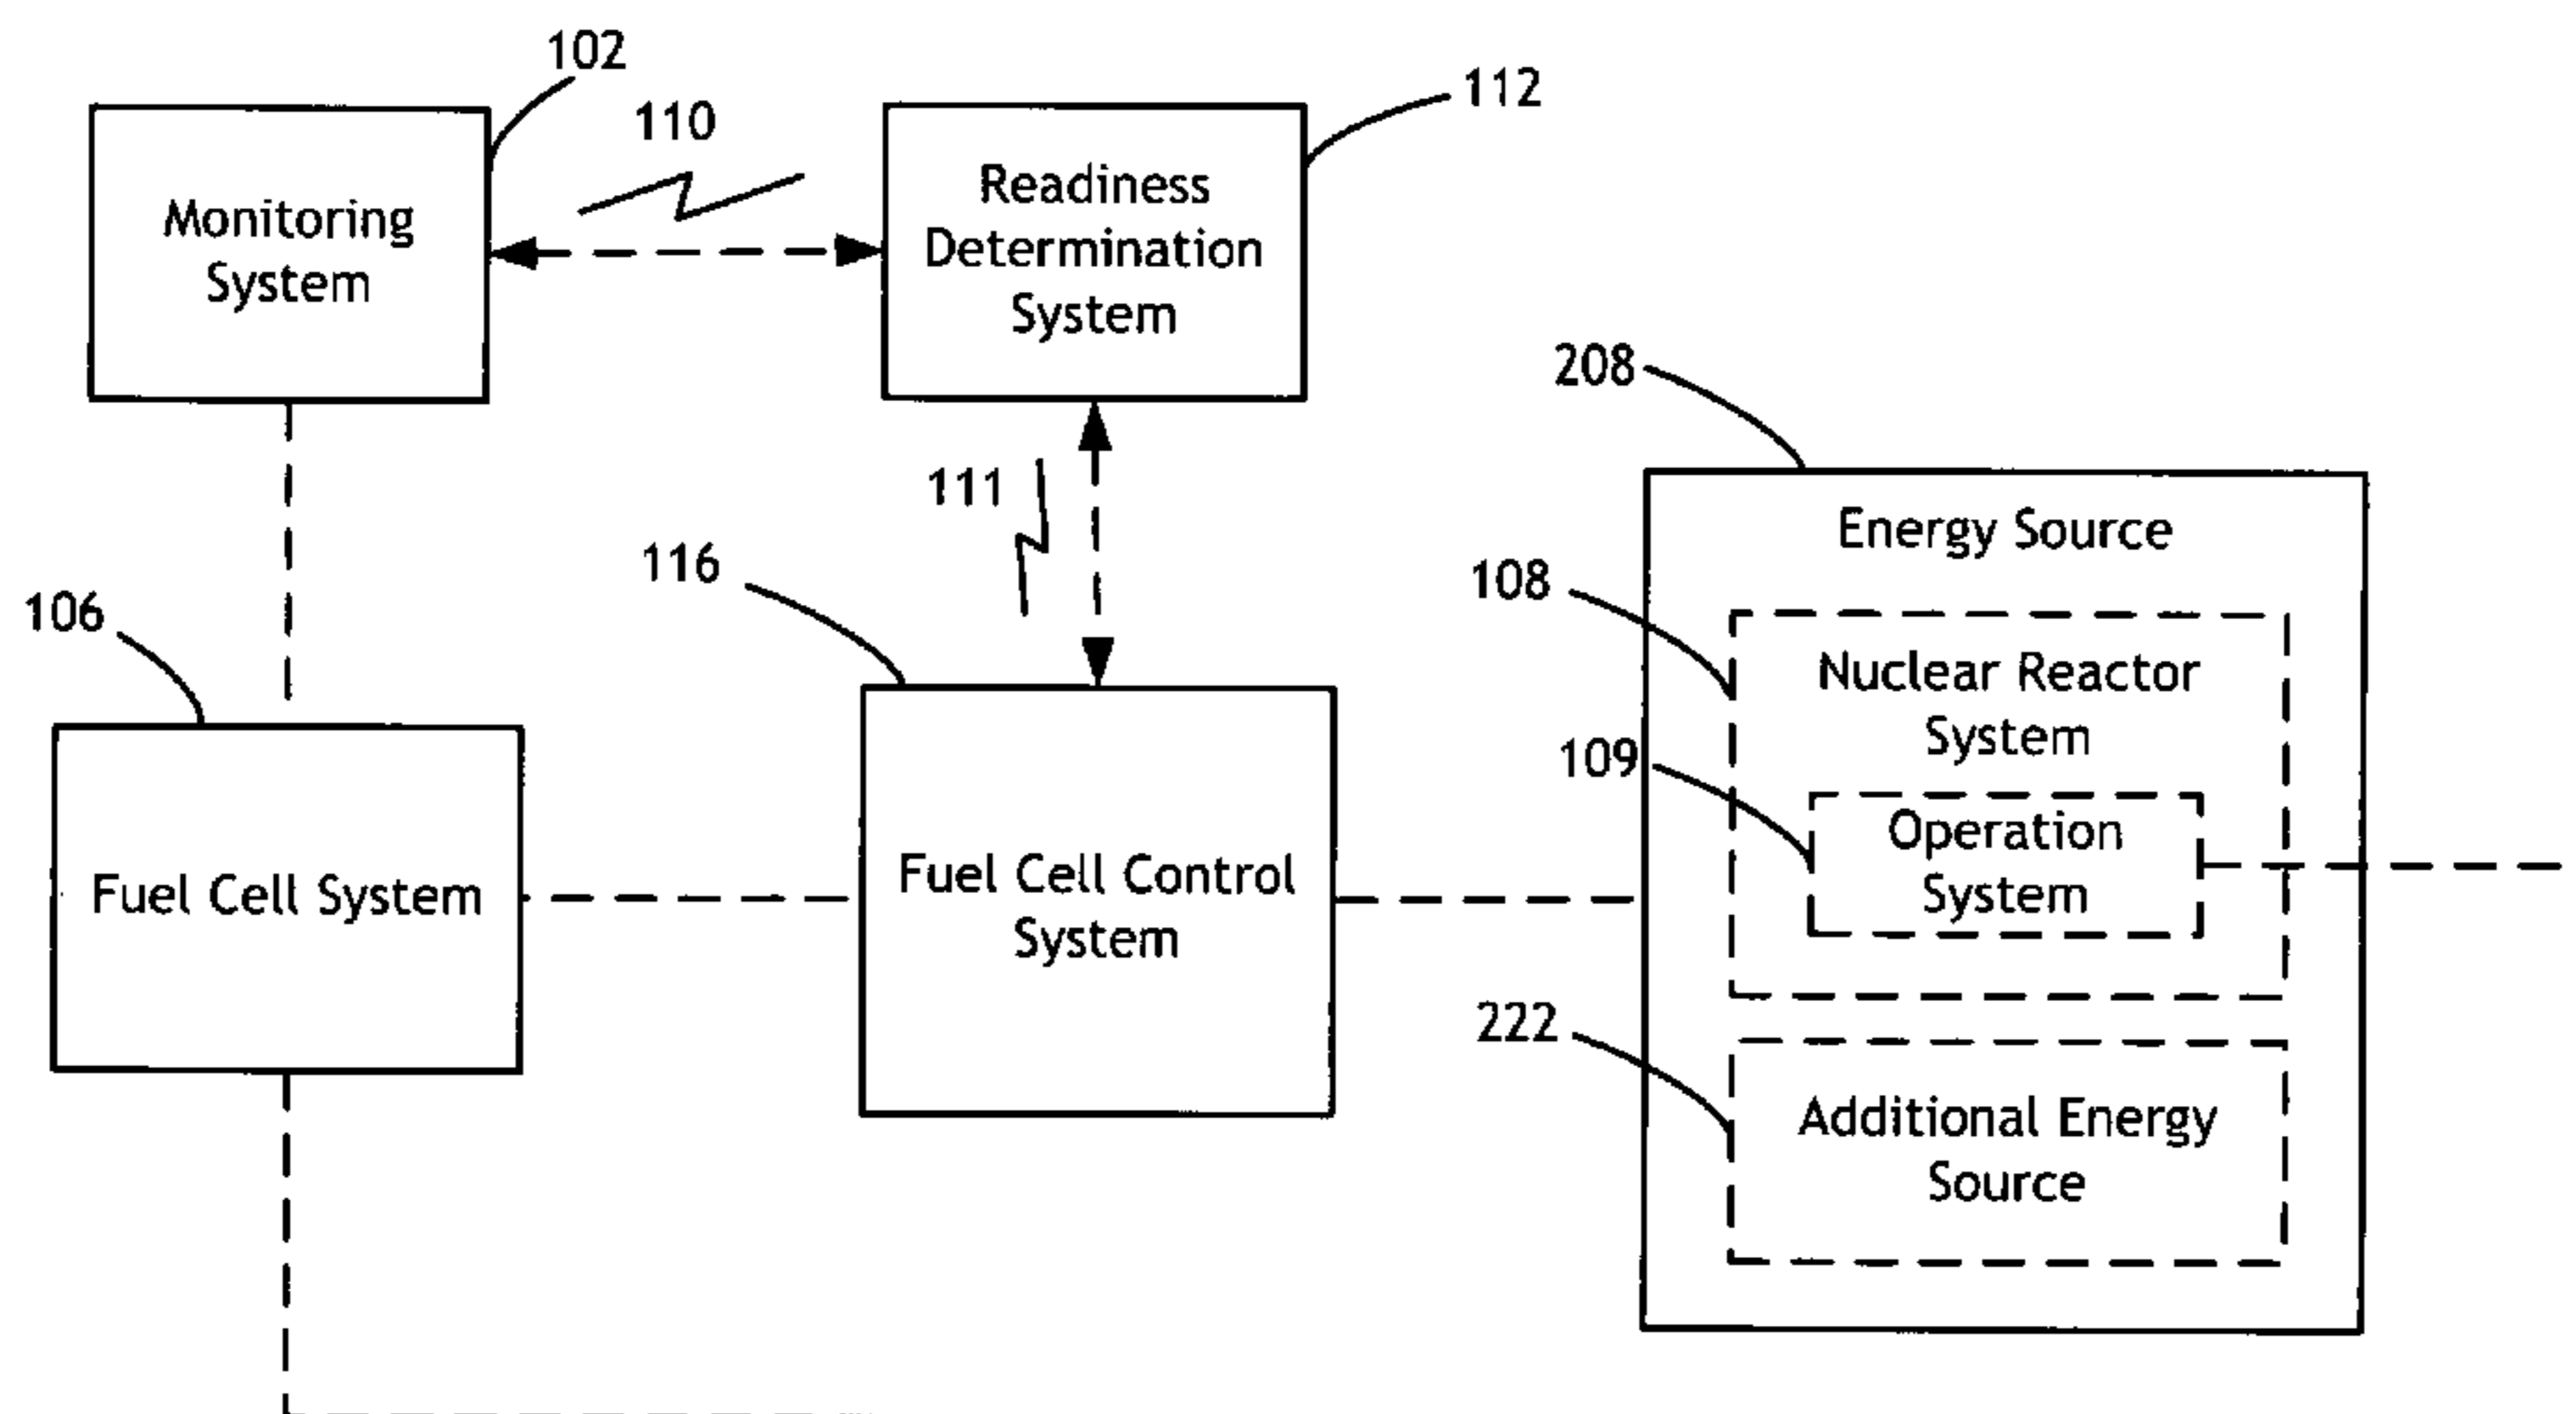 102
110
112
Monitoring
System
Readiness
Determination
System
208
111
Energy Source
116
108
106
Nuclear Reactor
System
109
Operation
System
Fuel Cell System
Fuel Cell Control
System
222
Additional Energy
Source